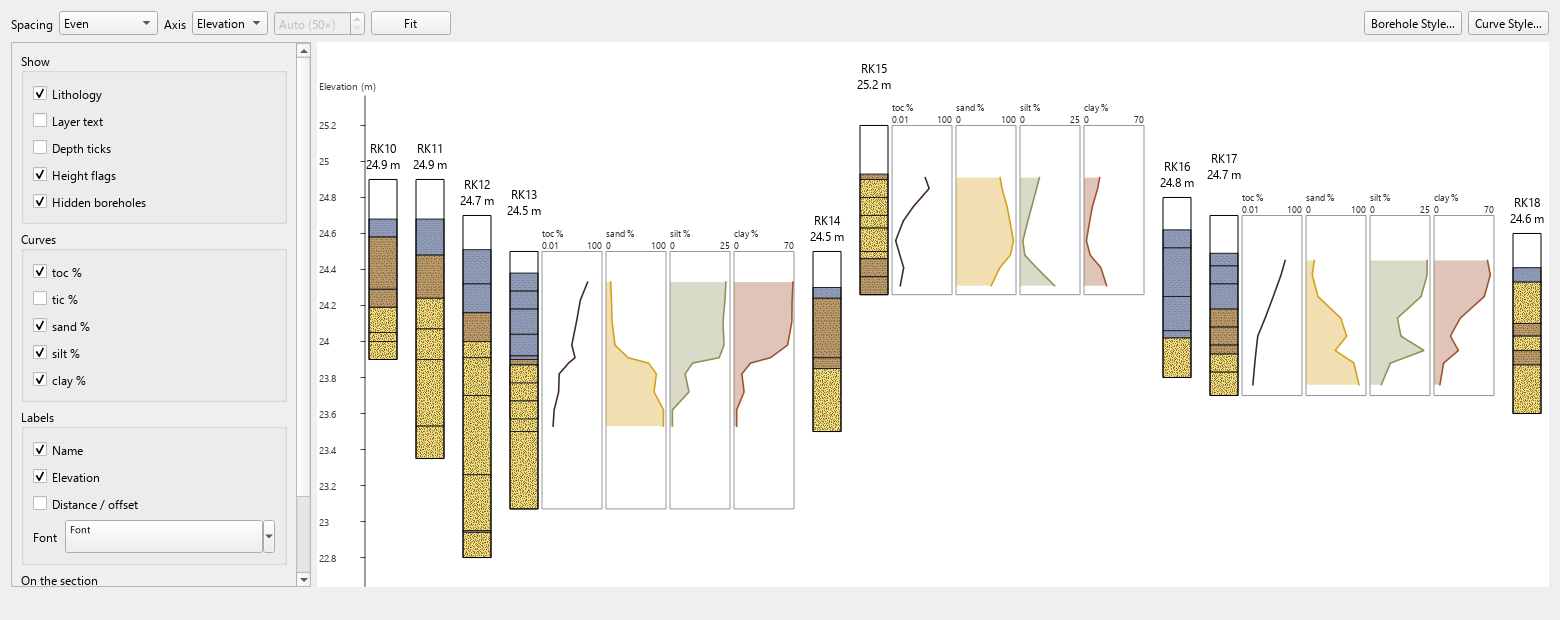 Spacing Even Axis Elevation Auto (50×) Fit Borehole Style... Curve Style...
Show
Lithology
Layer text
Depth ticks
Height flags
Hidden boreholes
Curves
toc %
tic %
sand %
silt %
clay %
Labels
Name
Elevation
Distance / offset
Font Font
On the section
Elevation (m)
25.2
25
24.8
24.6
24.4
24.2
24
23.8
23.6
23.4
23.2
23
22.8
RK10
24.9 m
RK11
24.9 m
RK12
24.7 m
RK13
24.5 m
toc % sand % silt % clay %
0.01 100 0 100 0 25 0 70
RK14
24.5 m
RK15
25.2 m
toc % sand % silt % clay %
0.01 100 0 100 0 25 0 70
RK16
24.8 m
RK17
24.7 m
toc % sand % silt % clay %
0.01 100 0 100 0 25 0 70
RK18
24.6 m